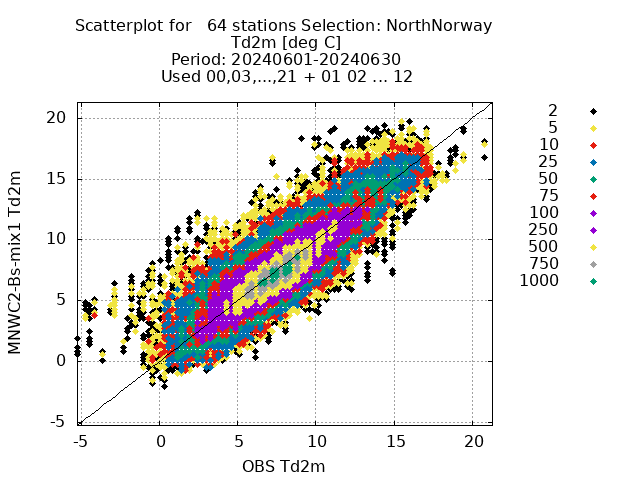 Scatterplot for   64 stations Selection: NorthNorway
Td2m [deg C]
Period: 20240601-20240630
Used 00,03,...,21 + 01 02 ... 12
2
5
10
25
50
75
100
250
500
750
1000
20
15
10
5
0
-5
-5 0 5 10 15 20
MNWC2-Bs-mix1 Td2m
OBS Td2m